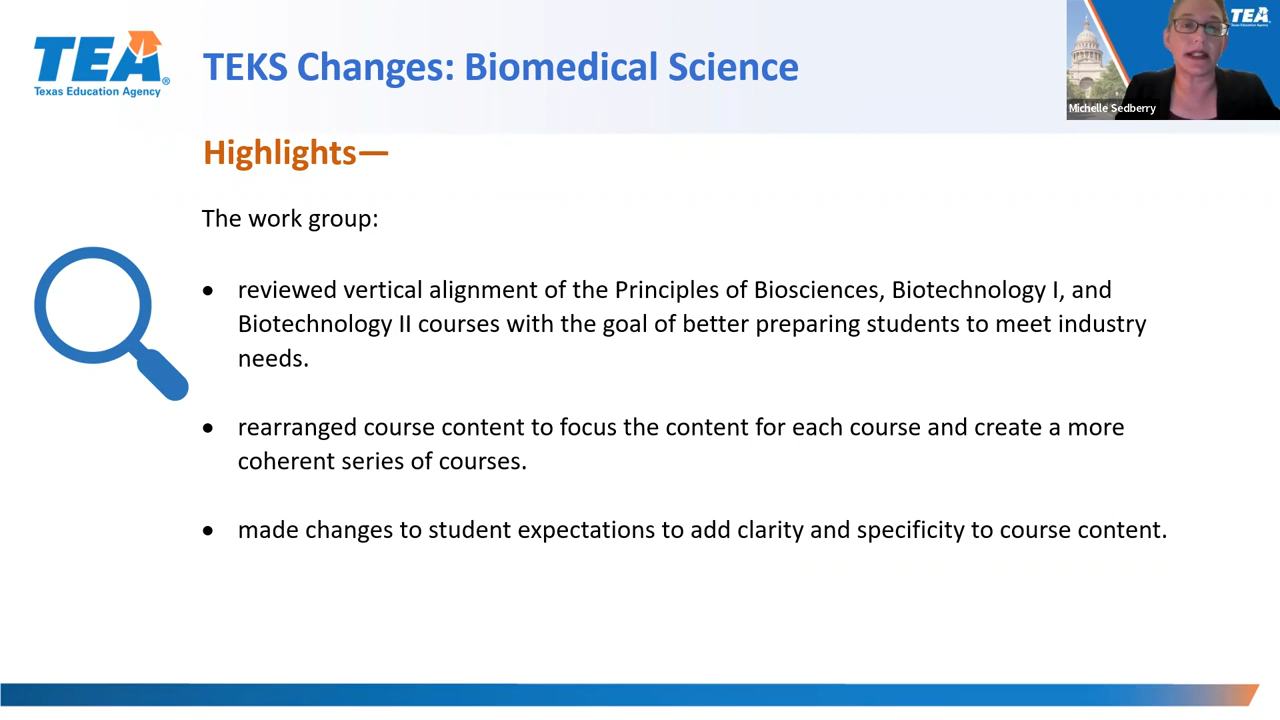 TEA
Texas Education Agency
TEKS Changes: Biomedical Science
TEA
Texas Education Agency
Michelle Sedberry
Highlights—
The work group:
• reviewed vertical alignment of the Principles of Biosciences, Biotechnology I, and
Biotechnology II courses with the goal of better preparing students to meet industry
needs.
• rearranged course content to focus the content for each course and create a more
coherent series of courses.
• made changes to student expectations to add clarity and specificity to course content.